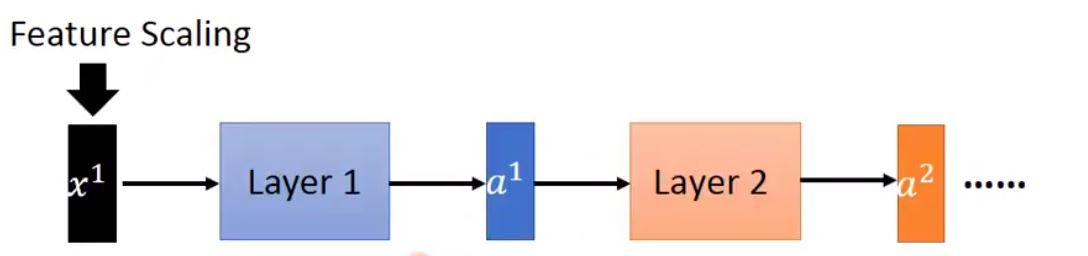 Feature Scaling
x¹ Layer 1 a¹ Layer 2 a² ......